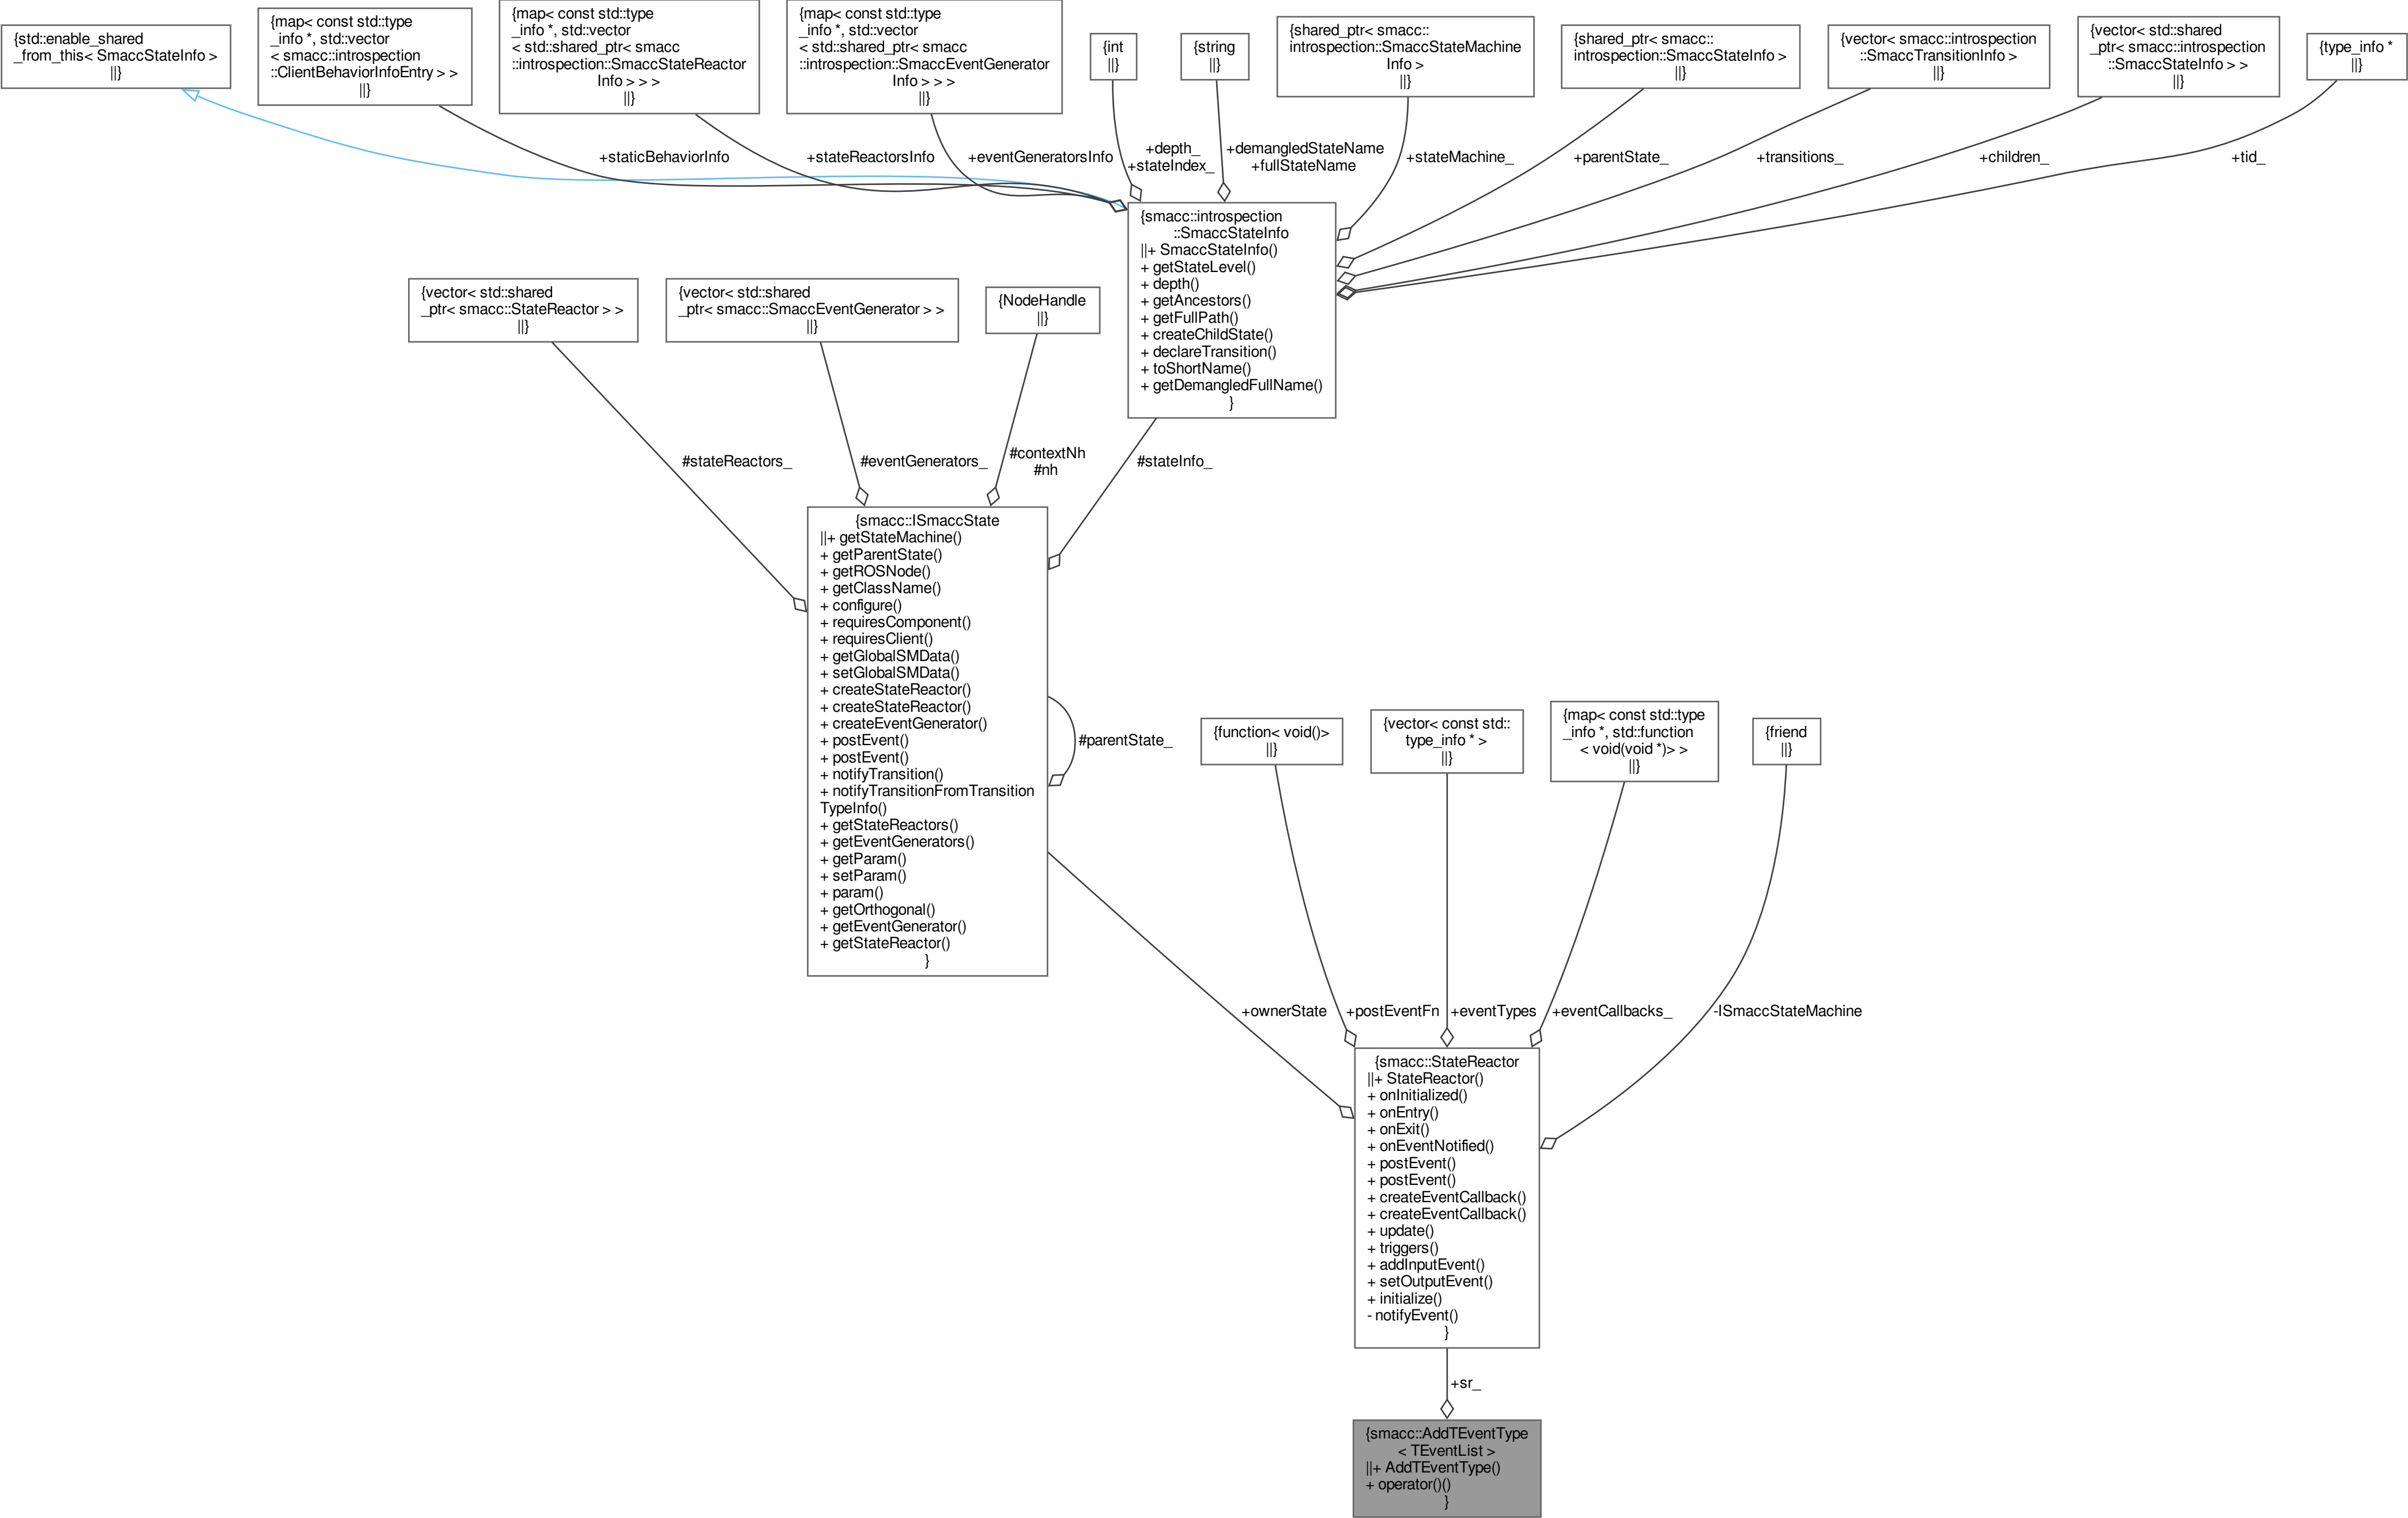 {std::enable_shared
_from_this< SmaccStateInfo >
||}
{map< const std::type
_info *, std::vector
< smacc::introspection
::ClientBehaviorInfoEntry > >
||}
{map< const std::type
_info *, std::vector
< std::shared_ptr< smacc
::introspection::SmaccStateReactor
Info > > >
||}
{map< const std::type
_info *, std::vector
< std::shared_ptr< smacc
::introspection::SmaccEventGenerator
Info > > >
||}
{int
||}
{string
||}
{shared_ptr< smacc::
introspection::SmaccStateMachine
Info >
||}
{shared_ptr< smacc::
introspection::SmaccStateInfo >
||}
{vector< smacc::introspection
::SmaccTransitionInfo >
||}
{vector< std::shared
_ptr< smacc::introspection
::SmaccStateInfo > >
||}
{type_info *
||}
+staticBehaviorInfo
+stateReactorsInfo
+eventGeneratorsInfo
+depth_
+stateIndex_
+demangledStateName
+fullStateName
+stateMachine_
+parentState_
+transitions_
+children_
+tid_
{smacc::introspection
::SmaccStateInfo
||+ SmaccStateInfo()
+ getStateLevel()
+ depth()
+ getAncestors()
+ getFullPath()
+ createChildState()
+ declareTransition()
+ toShortName()
+ getDemangledFullName()
}
{vector< std::shared
_ptr< smacc::StateReactor > >
||}
{vector< std::shared
_ptr< smacc::SmaccEventGenerator > >
||}
{NodeHandle
||}
#stateReactors_
#eventGenerators_
#contextNh
#nh
#stateInfo_
{smacc::ISmaccState
||+ getStateMachine()
+ getParentState()
+ getROSNode()
+ getClassName()
+ configure()
+ requiresComponent()
+ requiresClient()
+ getGlobalSMData()
+ setGlobalSMData()
+ createStateReactor()
+ createStateReactor()
+ createEventGenerator()
+ postEvent()
+ postEvent()
+ notifyTransition()
+ notifyTransitionFromTransition
TypeInfo()
+ getStateReactors()
+ getEventGenerators()
+ getParam()
+ setParam()
+ param()
+ getOrthogonal()
+ getEventGenerator()
+ getStateReactor()
}
#parentState_
{function< void()>
||}
{vector< const std::
type_info * >
||}
{map< const std::type
_info *, std::function
< void(void *)> >
||}
{friend
||}
+ownerState
+postEventFn
+eventTypes
+eventCallbacks_
-ISmaccStateMachine
{smacc::StateReactor
||+ StateReactor()
+ onInitialized()
+ onEntry()
+ onExit()
+ onEventNotified()
+ postEvent()
+ postEvent()
+ createEventCallback()
+ createEventCallback()
+ update()
+ triggers()
+ addInputEvent()
+ setOutputEvent()
+ initialize()
- notifyEvent()
}
+sr_
{smacc::AddTEventType
< TEventList >
||+ AddTEventType()
+ operator()()
}